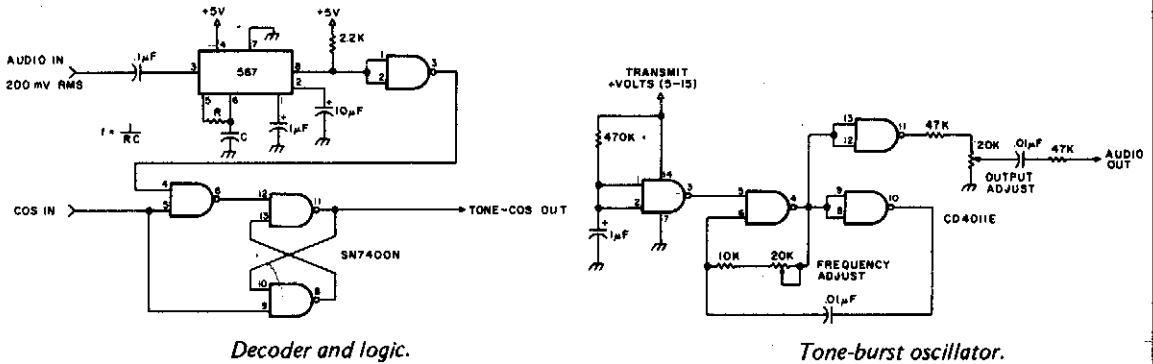 +5V
+5V
4
7
2.2K
AUDIO IN
.1µF
3
567
8
1
2
3
200 mV RMS
2
5
6
1
R
C
+
1µF
+
10µF
f = 1/RC
4
5
6
12
13
11
COS IN
TONE-COS OUT
SN7400N
10
9
8
Decoder and logic.
TRANSMIT
+VOLTS (5-15)
470K
13
12
11
47K
20K
.01µF
47K
AUDIO
OUT
OUTPUT
ADJUST
14
1
2
3
7
5
6
4
9
8
10
CD4011E
+
1µF
10K
20K
FREQUENCY
ADJUST
.01µF
Tone-burst oscillator.